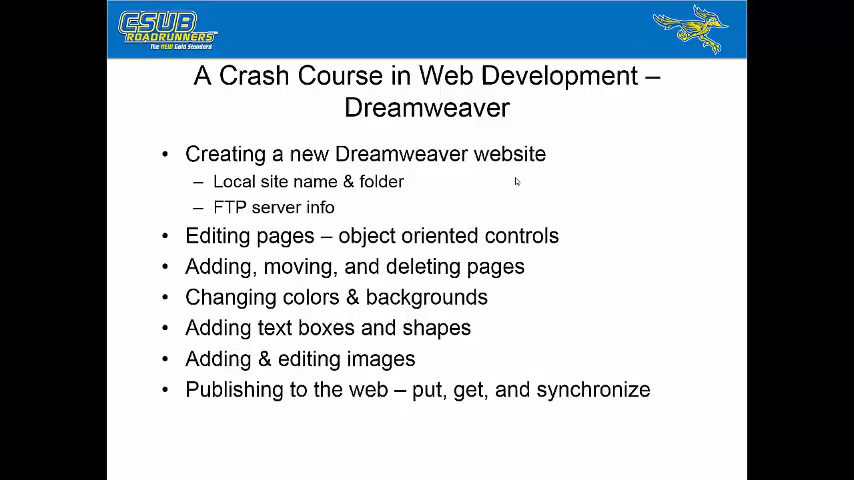 CSUB
ROADRUNNERS
The NEW Gold Standard
A Crash Course in Web Development –
Dreamweaver
• Creating a new Dreamweaver website
– Local site name & folder
– FTP server info
• Editing pages – object oriented controls
• Adding, moving, and deleting pages
• Changing colors & backgrounds
• Adding text boxes and shapes
• Adding & editing images
• Publishing to the web – put, get, and synchronize